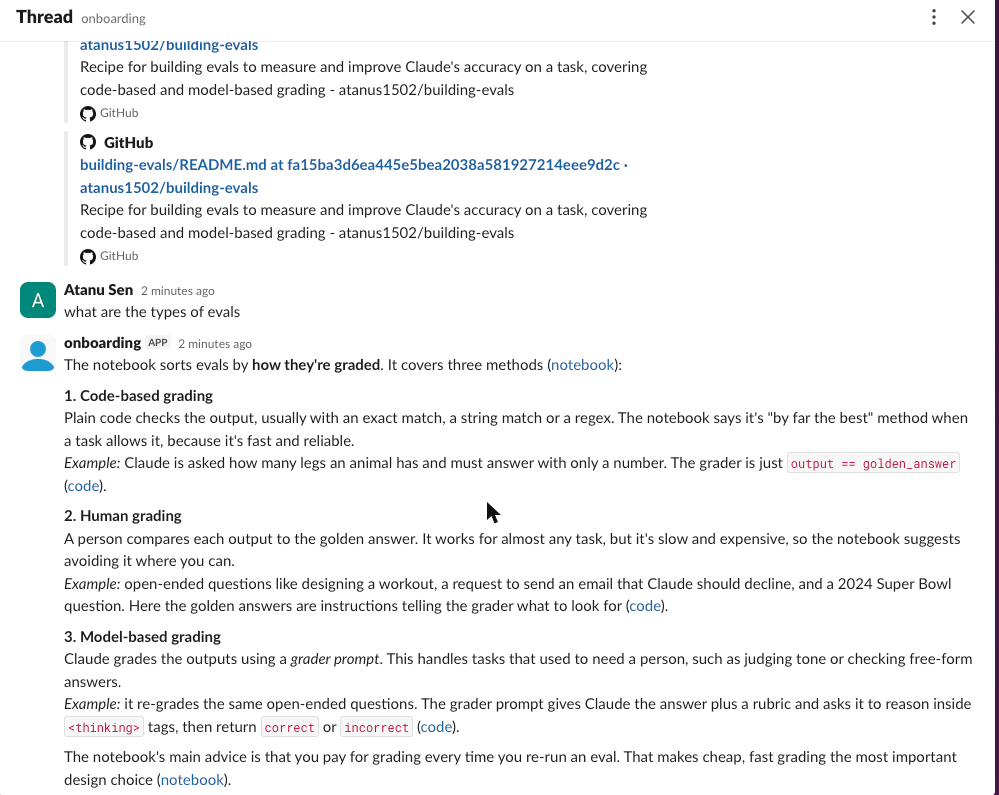 Thread onboarding
atanus1502/building-evals
Recipe for building evals to measure and improve Claude's accuracy on a task, covering
code-based and model-based grading - atanus1502/building-evals
GitHub
GitHub
building-evals/README.md at fa15ba3d6ea445e5bea2038a581927214eee9d2c ·
atanus1502/building-evals
Recipe for building evals to measure and improve Claude's accuracy on a task, covering
code-based and model-based grading - atanus1502/building-evals
GitHub
A
Atanu Sen 2 minutes ago
what are the types of evals
onboarding APP 2 minutes ago
The notebook sorts evals by how they're graded. It covers three methods (notebook):
1. Code-based grading
Plain code checks the output, usually with an exact match, a string match or a regex. The notebook says it's "by far the best" method when
a task allows it, because it's fast and reliable.
Example: Claude is asked how many legs an animal has and must answer with only a number. The grader is just output == golden_answer
(code).
2. Human grading
A person compares each output to the golden answer. It works for almost any task, but it's slow and expensive, so the notebook suggests
avoiding it where you can.
Example: open-ended questions like designing a workout, a request to send an email that Claude should decline, and a 2024 Super Bowl
question. Here the golden answers are instructions telling the grader what to look for (code).
3. Model-based grading
Claude grades the outputs using a grader prompt. This handles tasks that used to need a person, such as judging tone or checking free-form
answers.
Example: it re-grades the same open-ended questions. The grader prompt gives Claude the answer plus a rubric and asks it to reason inside
<thinking> tags, then return correct or incorrect (code).
The notebook's main advice is that you pay for grading every time you re-run an eval. That makes cheap, fast grading the most important
design choice (notebook).